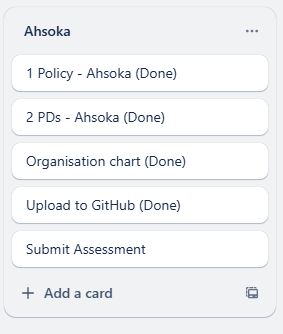 Ahsoka
1 Policy - Ahsoka (Done)
2 PDs - Ahsoka (Done)
Organisation chart (Done)
Upload to GitHub (Done)
Submit Assessment
Add a card